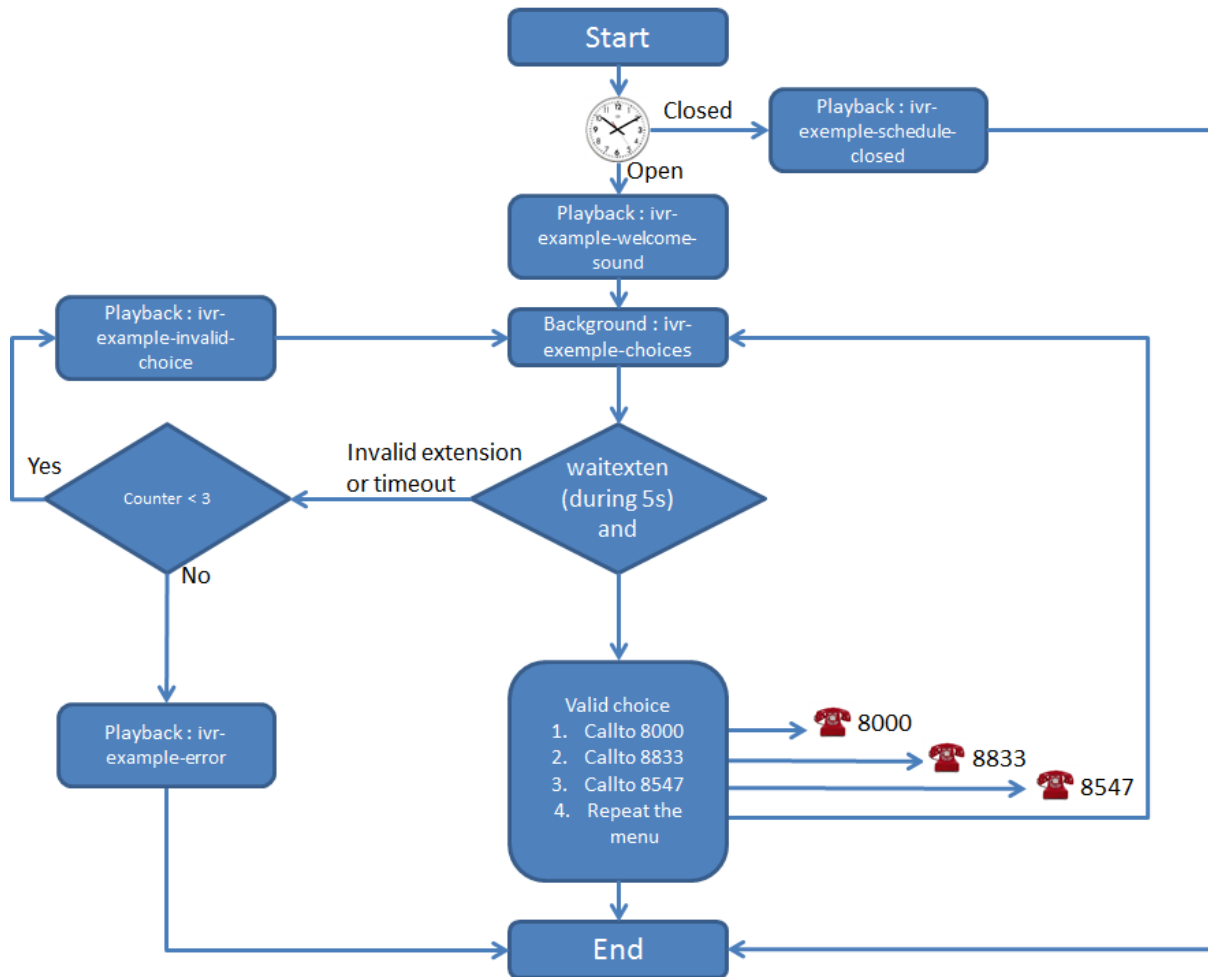 Start
Closed
Playback : ivr-
exemple-schedule-
closed
Open
Playback : ivr-
example-welcome-
sound
Playback : ivr-
example-invalid-
choice
Background : ivr-
exemple-choices
Yes
Counter < 3
Invalid extension
or timeout
waitexten
(during 5s)
and
No
Playback : ivr-
example-error
Valid choice
1. Callto 8000
2. Callto 8833
3. Callto 8547
4. Repeat the
menu
8000
8833
8547
End